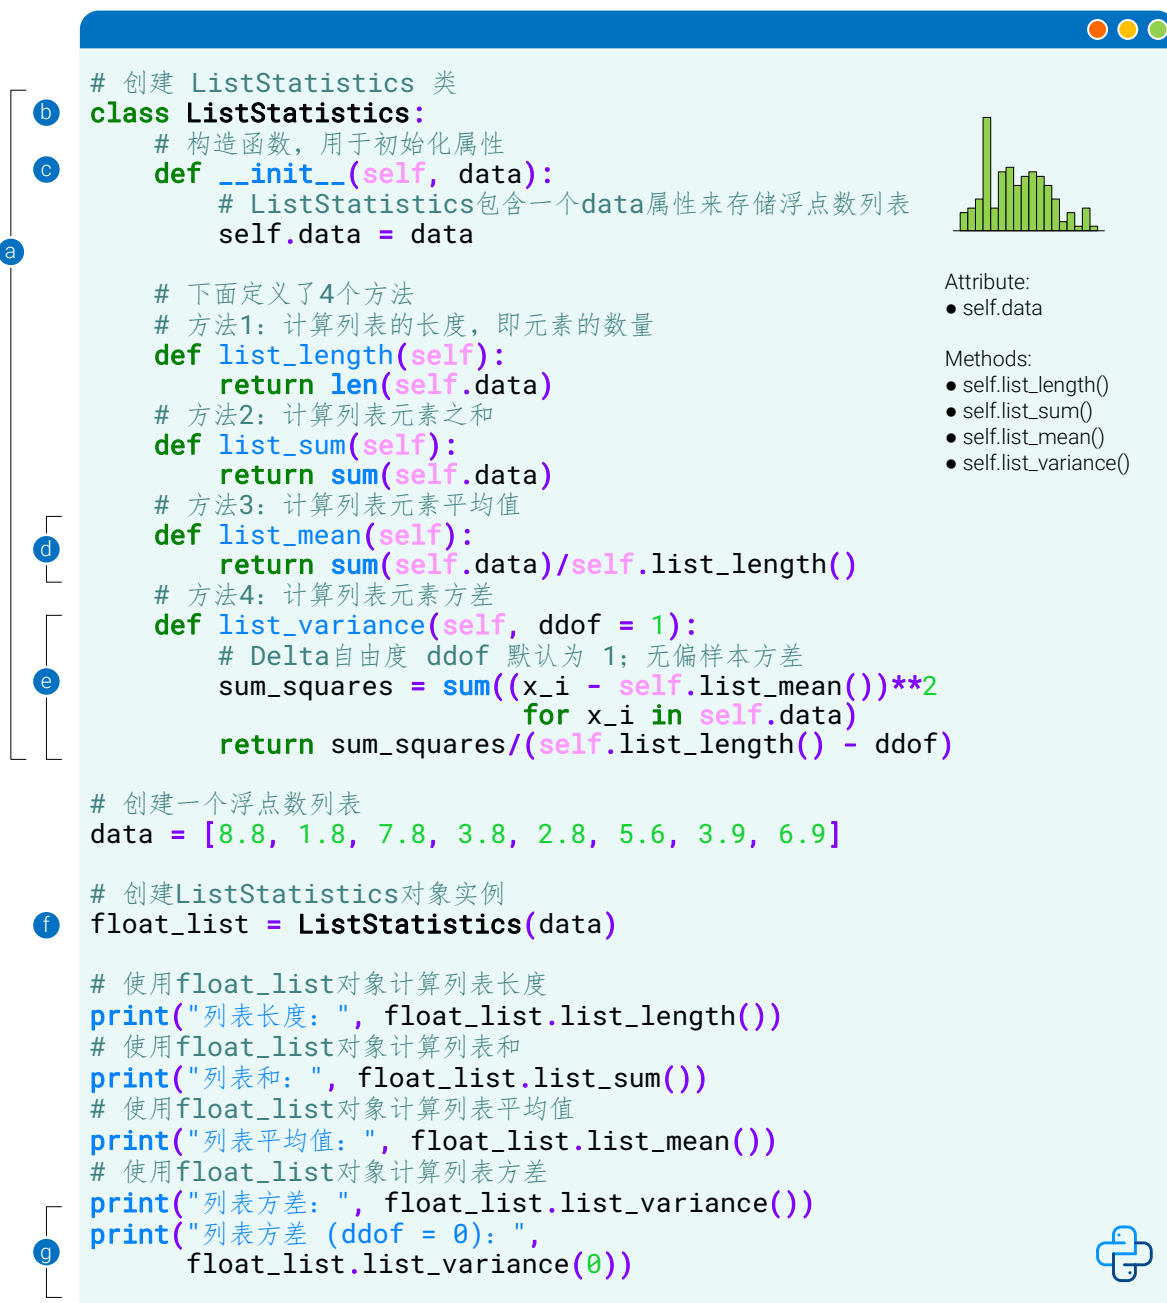 # 创建 ListStatistics 类
class ListStatistics:
    # 构造函数，用于初始化属性
    def __init__(self, data):
        # ListStatistics包含一个data属性来存储浮点数列表
        self.data = data
    # 下面定义了4个方法
    # 方法1：计算列表的长度，即元素的数量
    def list_length(self):
        return len(self.data)
    # 方法2：计算列表元素之和
    def list_sum(self):
        return sum(self.data)
    # 方法3：计算列表元素平均值
    def list_mean(self):
        return sum(self.data)/self.list_length()
    # 方法4：计算列表元素方差
    def list_variance(self, ddof = 1):
        # Delta自由度 ddof 默认为 1；无偏样本方差
        sum_squares = sum((x_i - self.list_mean())**2
                           for x_i in self.data)
        return sum_squares/(self.list_length() - ddof)
# 创建一个浮点数列表
data = [8.8, 1.8, 7.8, 3.8, 2.8, 5.6, 3.9, 6.9]
# 创建ListStatistics对象实例
float_list = ListStatistics(data)
# 使用float_list对象计算列表长度
print("列表长度：", float_list.list_length())
# 使用float_list对象计算列表和
print("列表和：", float_list.list_sum())
# 使用float_list对象计算列表平均值
print("列表平均值：", float_list.list_mean())
# 使用float_list对象计算列表方差
print("列表方差：", float_list.list_variance())
print("列表方差 (ddof = 0)：",
      float_list.list_variance(0))
a
b
c
d
e
f
g
Attribute:
● self.data
Methods:
● self.list_length()
● self.list_sum()
● self.list_mean()
● self.list_variance()